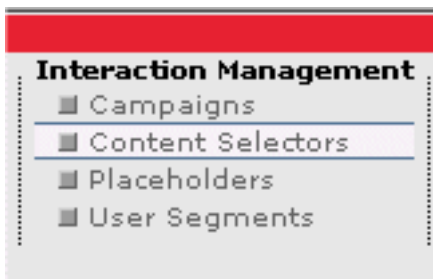 Interaction Management
Campaigns
Content Selectors
Placeholders
User Segments